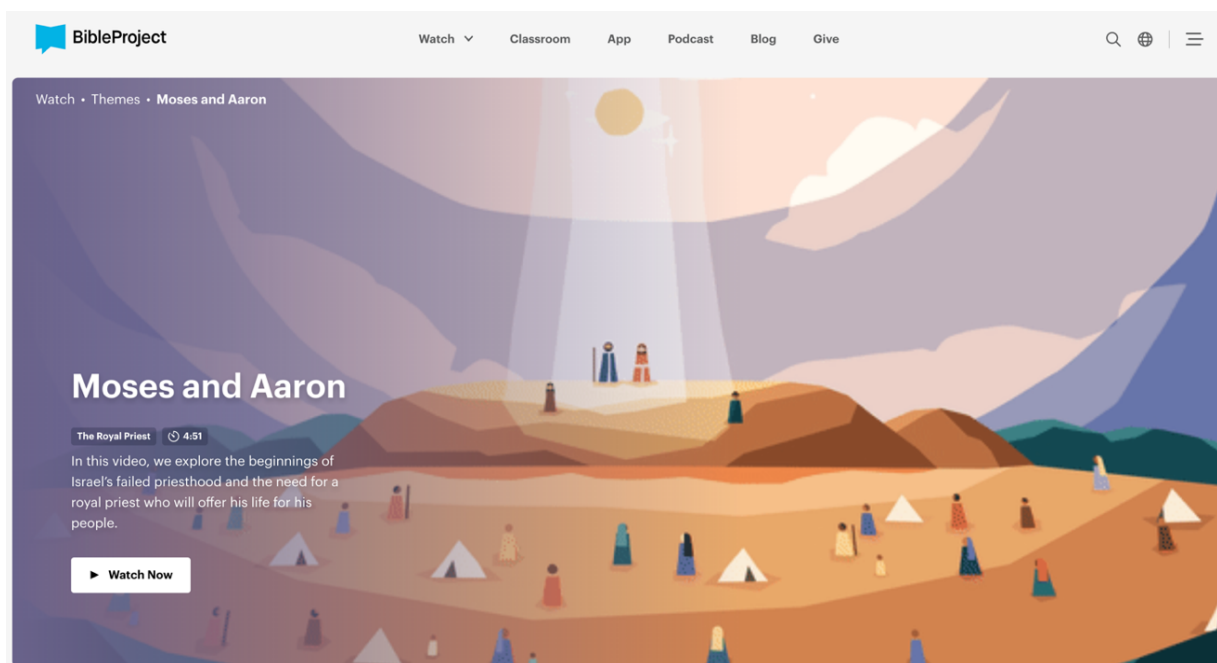 BibleProject
Watch Classroom App Podcast Blog Give
Watch • Themes • Moses and Aaron
Moses and Aaron
The Royal Priest 4:51
In this video, we explore the beginnings of
Israel's failed priesthood and the need for a
royal priest who will offer his life for his
people.
Watch Now